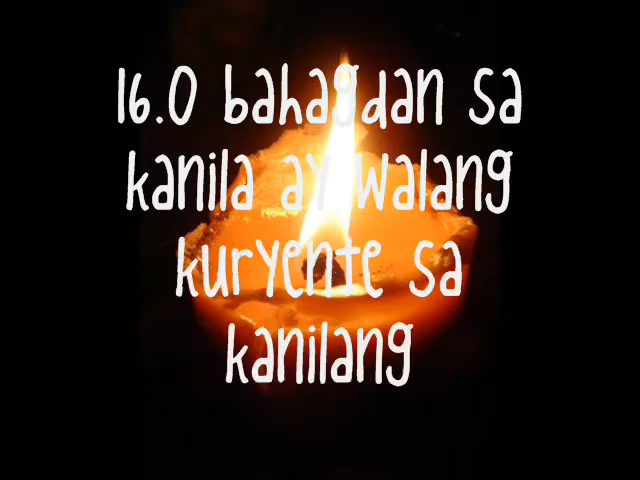 16.0 bahagdan sa
kanila ay walang
kuryente sa
kanilang